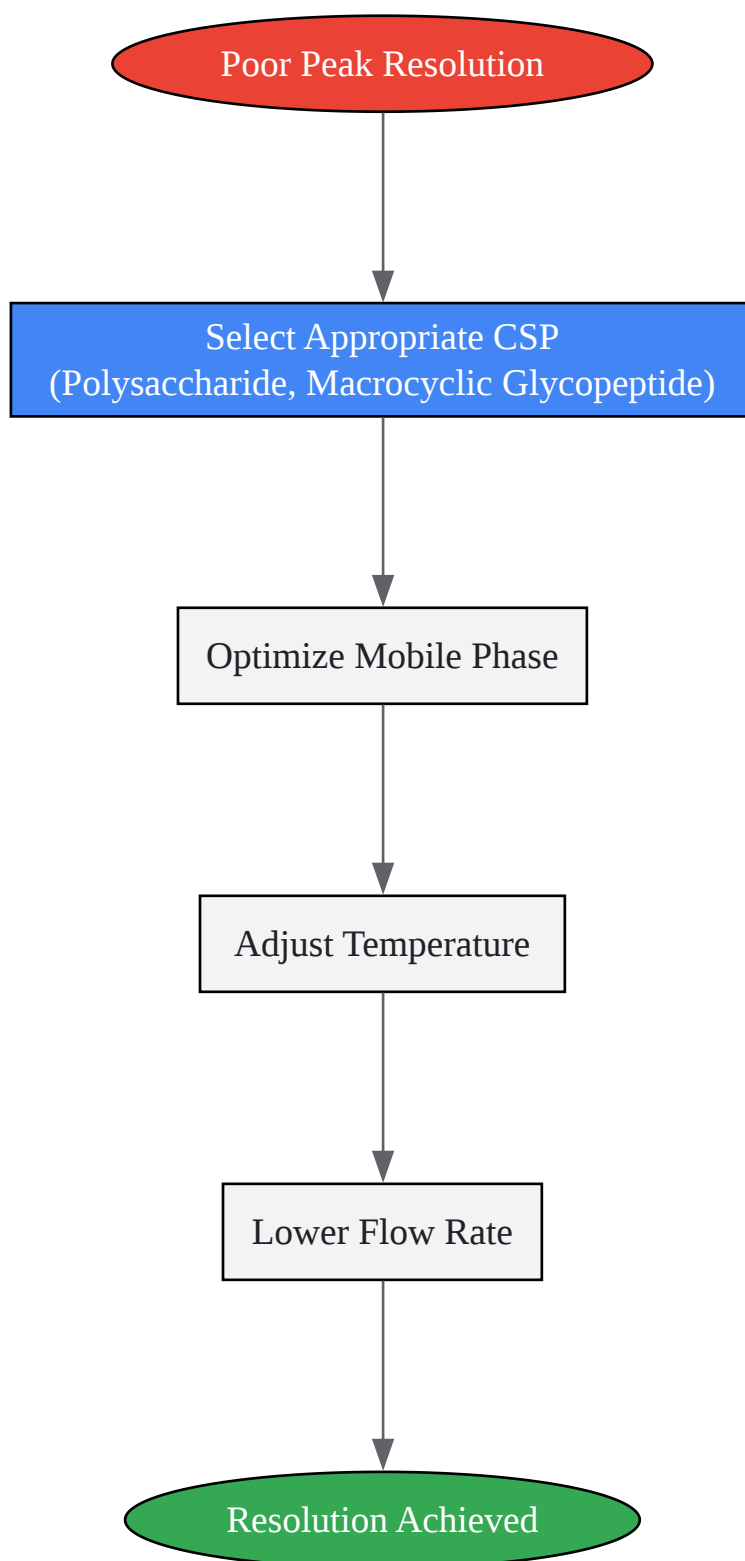 Poor Peak Resolution
Select Appropriate CSP
(Polysaccharide, Macrocyclic Glycopeptide)
Optimize Mobile Phase
Adjust Temperature
Lower Flow Rate
Resolution Achieved